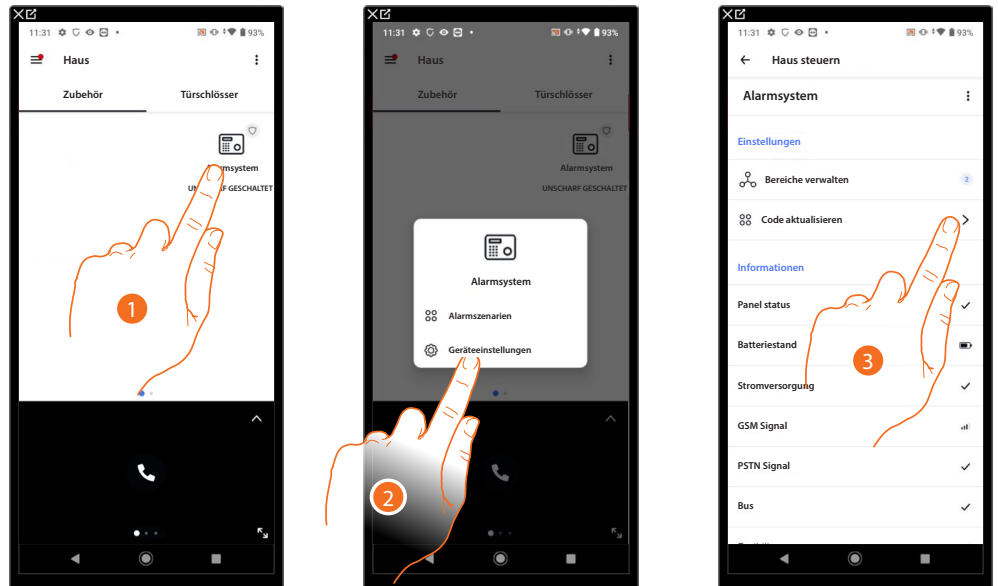 11:31
93%
Haus
Zubehör
Türschlösser
Alarmsystem
UNSCHARF GESCHALTET
1
11:31
93%
Haus
Zubehör
Türschlösser
Alarmsystem
UNSCHARF GESCHALTET
Alarmsystem
Alarmszenarien
Geräteeinstellungen
2
11:31
93%
Haus steuern
Alarmsystem
Einstellungen
Bereiche verwalten
2
Code aktualisieren
Informationen
Panel status
Batteriestand
3
Stromversorgung
GSM Signal
PSTN Signal
Bus